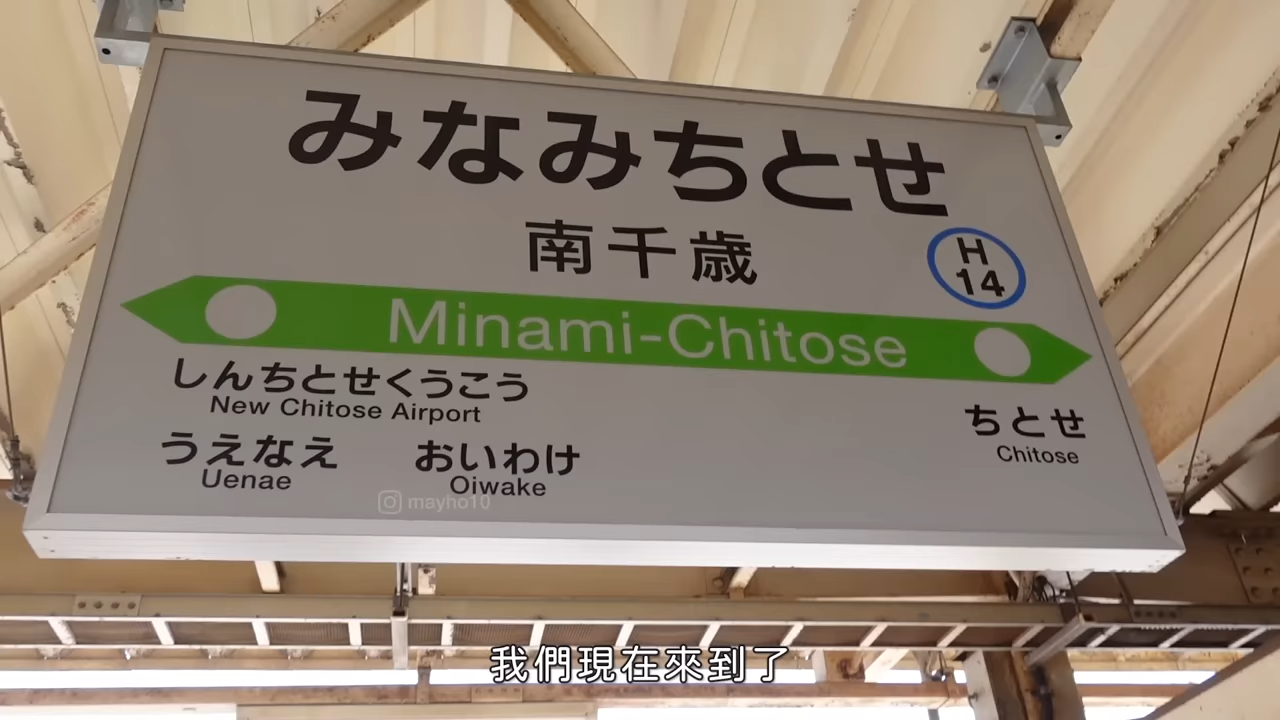 みなみちとせ
南千歳
H
14
Minami-Chitose
しんちとせくうこう
New Chitose Airport
うえなえ おいわけ
Uenae Oiwake
ちとせ
Chitose
mayho10
我們現在來到了